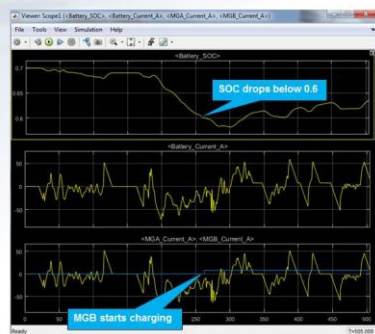 Viewer: Scope1 (<Battery_SOC>, <Battery_Current_A>, <MGA_Current_A>, <MGB_Current_A>)
File Tools View Simulation Help
<Battery_SOC>
0.7
0.65
0.6
SOC drops below 0.6
<Battery_Current_A>
50
0
-50
<MGA_Current_A>, <MGB_Current_A>
50
0
-50
0 50 200 250 300 350 400 450 500
MGB starts charging
Ready
T=505.000